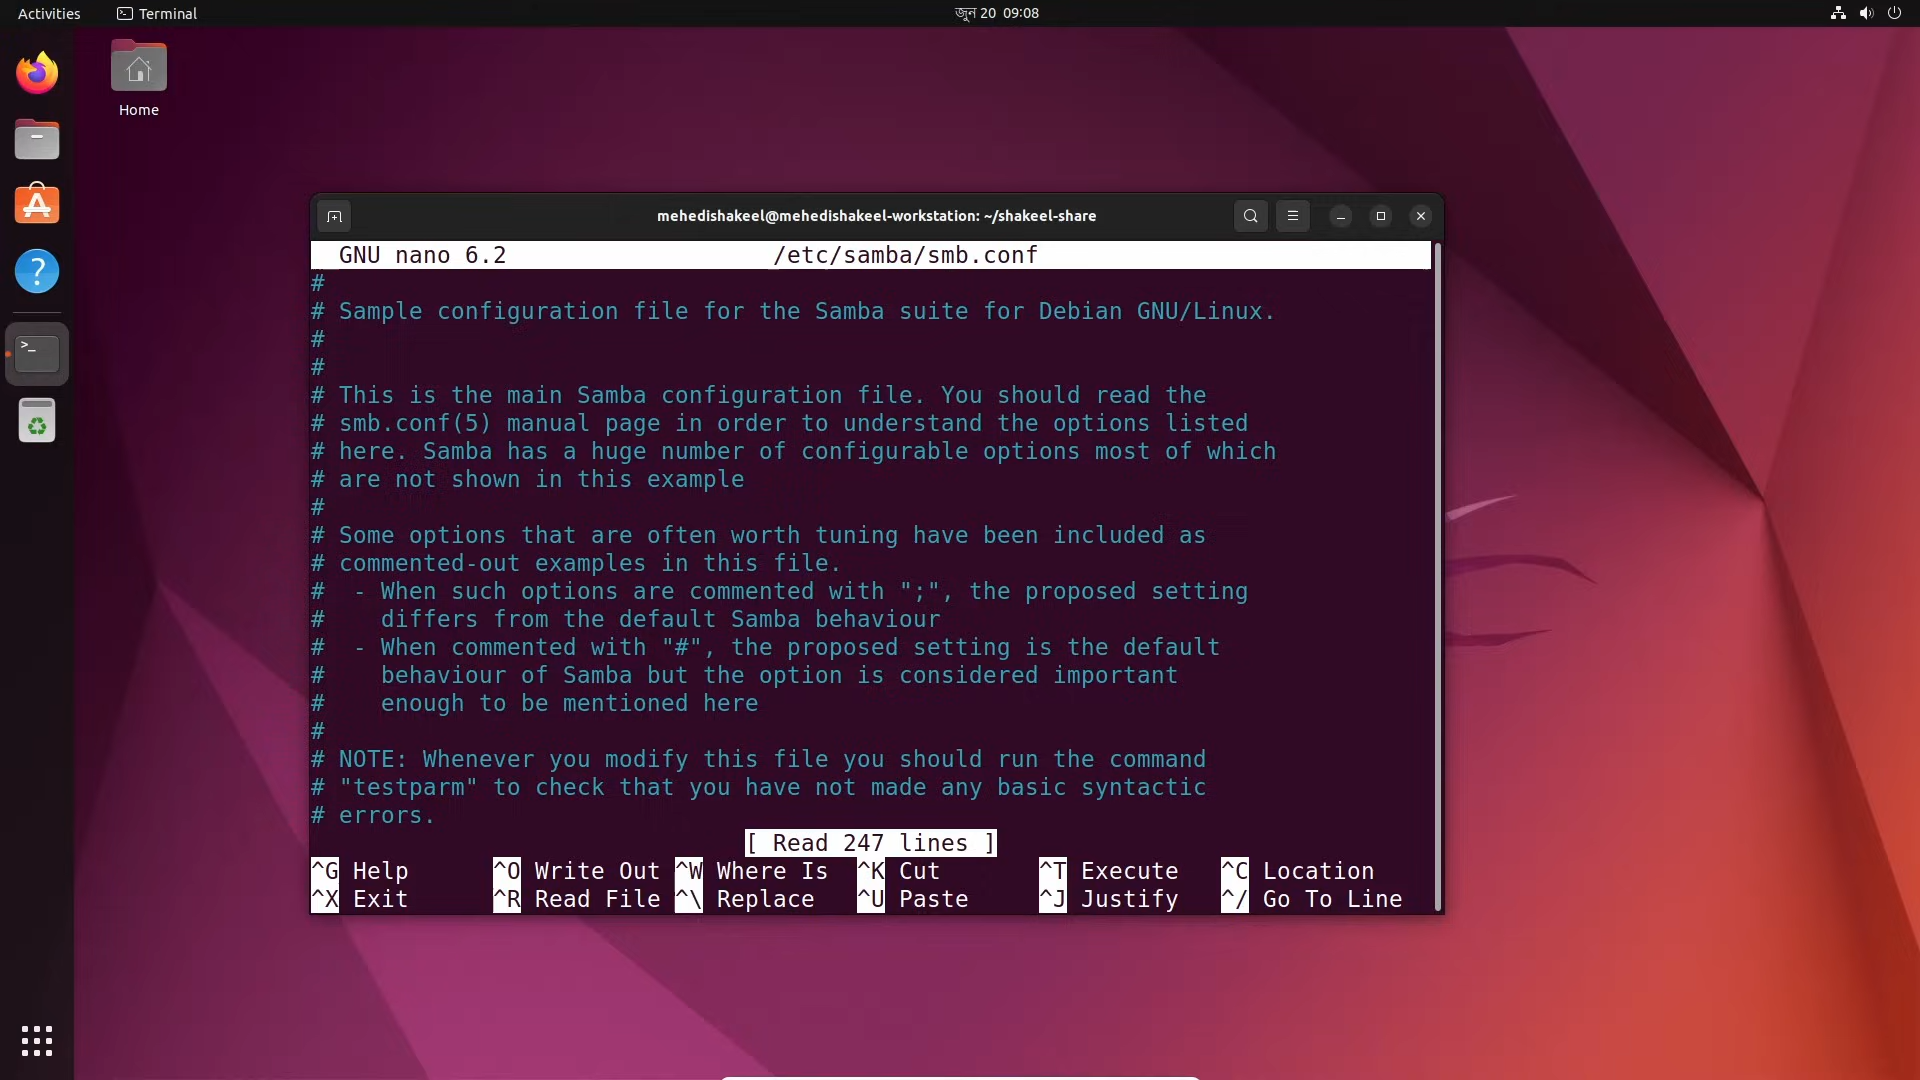 Activities
Terminal
জুন 20 09:08
Home
mehedishakeel@mehedishakeel-workstation: ~/shakeel-share
GNU nano 6.2 /etc/samba/smb.conf
#
# Sample configuration file for the Samba suite for Debian GNU/Linux.
#
#
# This is the main Samba configuration file. You should read the
# smb.conf(5) manual page in order to understand the options listed
# here. Samba has a huge number of configurable options most of which
# are not shown in this example
#
# Some options that are often worth tuning have been included as
# commented-out examples in this file.
#  - When such options are commented with ";", the proposed setting
#    differs from the default Samba behaviour
#  - When commented with "#", the proposed setting is the default
#    behaviour of Samba but the option is considered important
#    enough to be mentioned here
#
# NOTE: Whenever you modify this file you should run the command
# "testparm" to check that you have not made any basic syntactic
# errors.
[ Read 247 lines ]
^G Help ^O Write Out ^W Where Is ^K Cut ^T Execute ^C Location
^X Exit ^R Read File ^\ Replace ^U Paste ^J Justify ^/ Go To Line